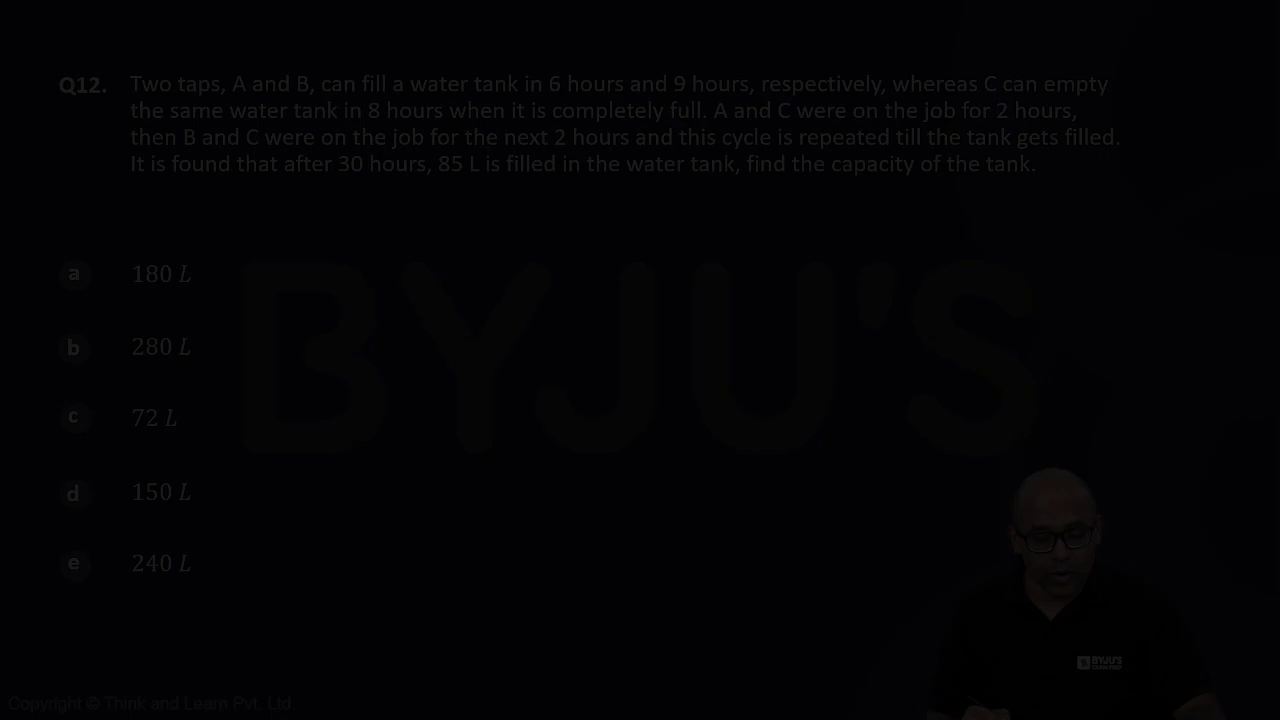 Q12. Two taps, A and B, can fill a water tank in 6 hours and 9 hours, respectively, whereas C can empty
the same water tank in 8 hours when it is completely full. A and C were on the job for 2 hours,
then B and C were on the job for the next 2 hours and this cycle is repeated till the tank gets filled.
It is found that after 30 hours, 85 L is filled in the water tank, find the capacity of the tank.
a 180 L
b 280 L
c 72 L
d 150 L
e 240 L
BYJU'S
BYJU'S
EXAM PREP
Copyright © Think and Learn Pvt. Ltd.